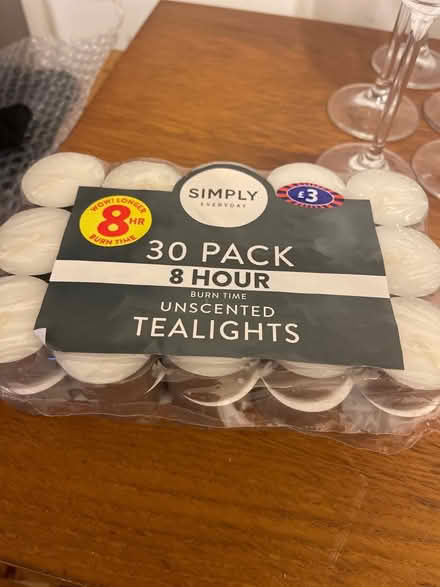 SIMPLY
EVERYDAY
£3
WOW! LONGER
8HR
BURN TIME
30 PACK
8 HOUR
BURN TIME
UNSCENTED
TEALIGHTS